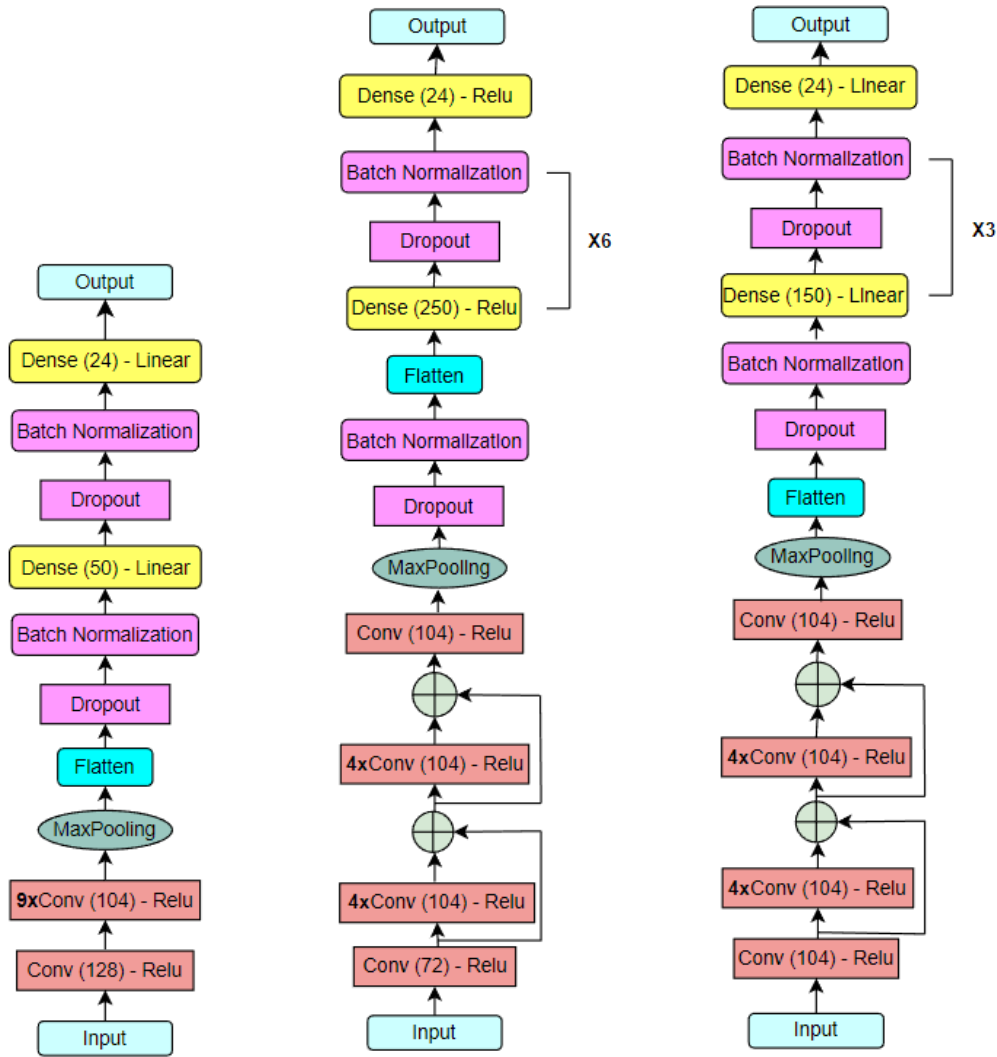 Output
Dense (24) - Linear
Batch Normalization
Dropout
Dense (50) - Linear
Batch Normalization
Dropout
Flatten
MaxPooling
9xConv (104) - Relu
Conv (128) - Relu
Input
Output
Dense (24) - Relu
Batch Normalization
Dropout
Dense (250) - Relu
X6
Flatten
Batch Normalization
Dropout
MaxPooling
Conv (104) - Relu
4xConv (104) - Relu
4xConv (104) - Relu
Conv (72) - Relu
Input
Output
Dense (24) - Linear
Batch Normalization
Dropout
Dense (150) - Linear
X3
Batch Normalization
Dropout
Flatten
MaxPooling
Conv (104) - Relu
4xConv (104) - Relu
4xConv (104) - Relu
Conv (104) - Relu
Input